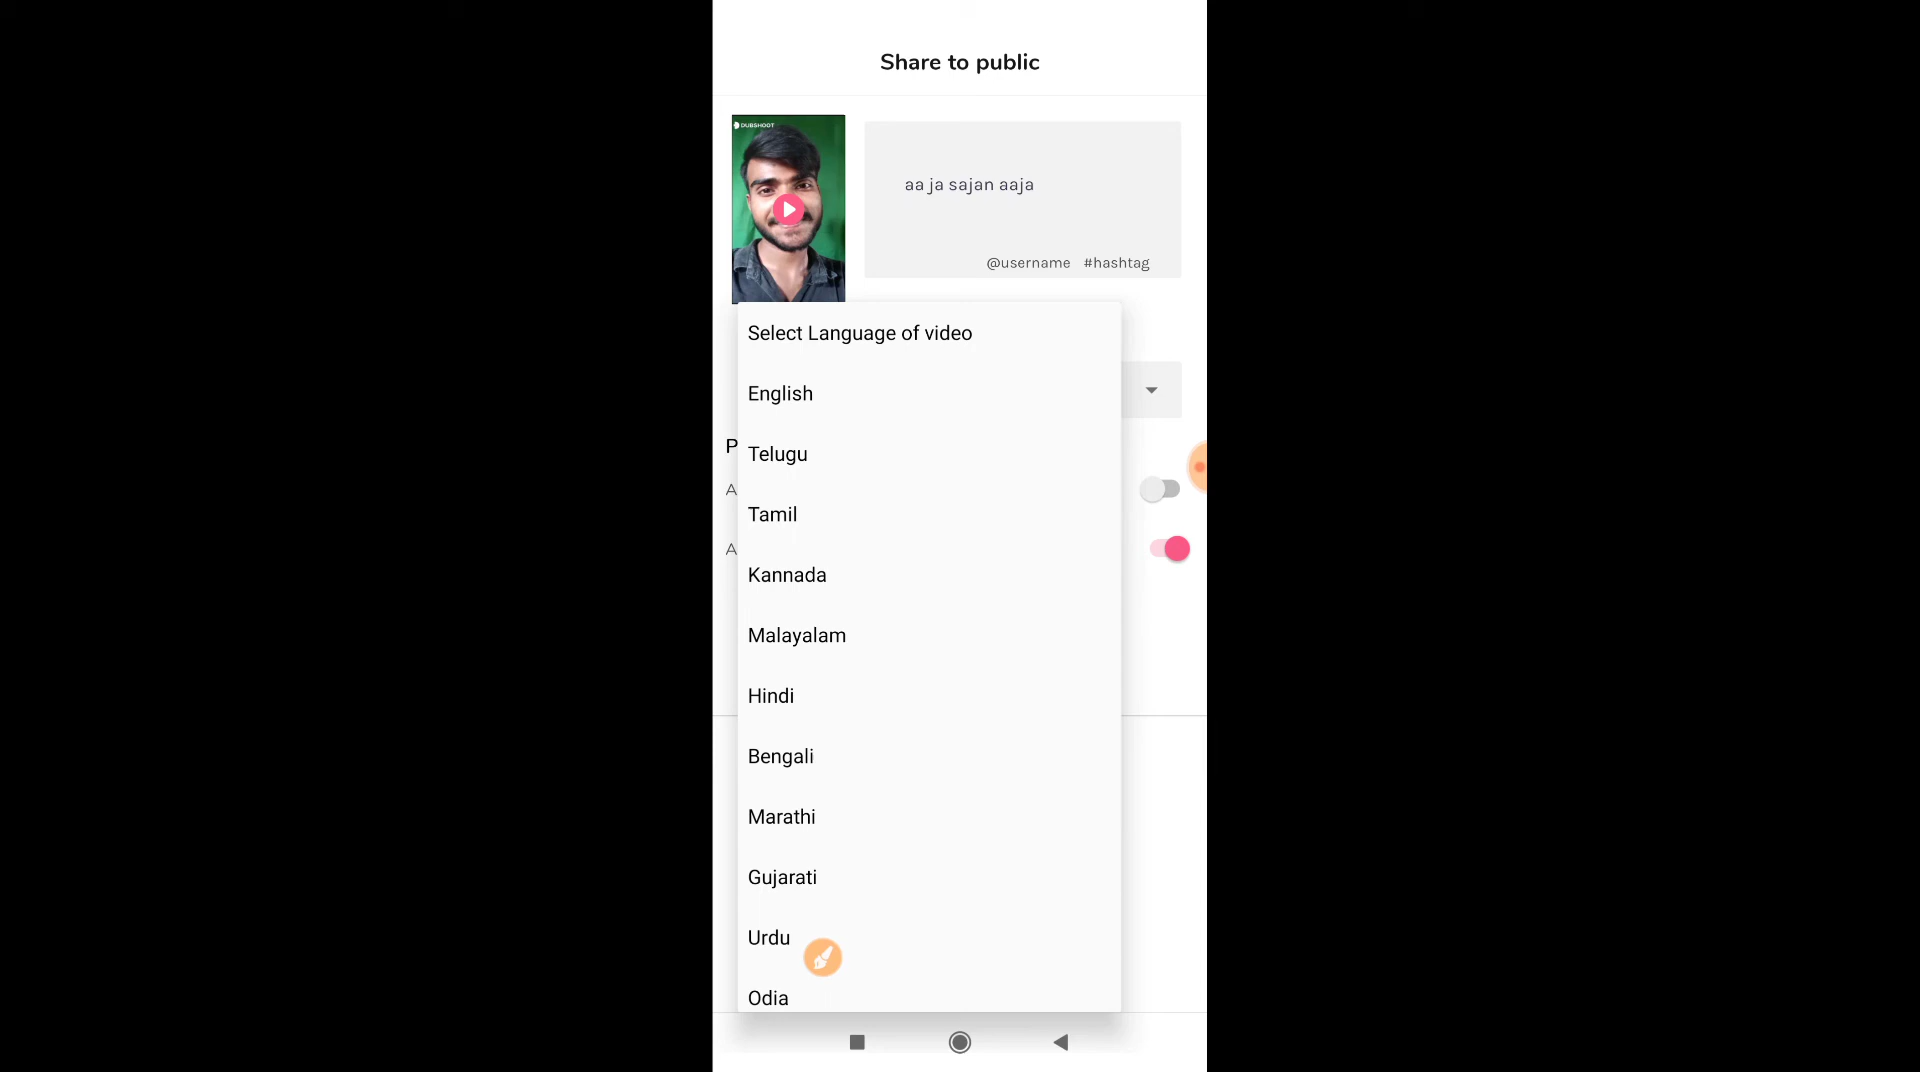 Share to public
DUBSHOOT
aa ja sajan aaja
@username #hashtag
Select Language of video
English
P
Telugu
A
Tamil
A
Kannada
Malayalam
Hindi
Bengali
Marathi
Gujarati
Urdu
Odia